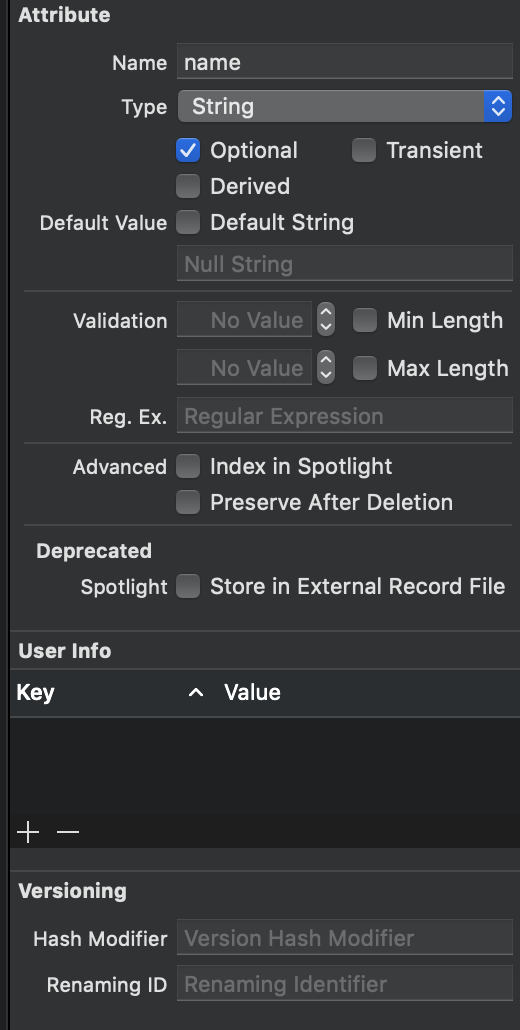 Attribute
Name name
Type String
Optional Transient
Derived
Default Value Default String
Null String
Validation No Value Min Length
No Value Max Length
Reg. Ex. Regular Expression
Advanced Index in Spotlight
Preserve After Deletion
Deprecated
Spotlight Store in External Record File
User Info
Key Value
Versioning
Hash Modifier Version Hash Modifier
Renaming ID Renaming Identifier